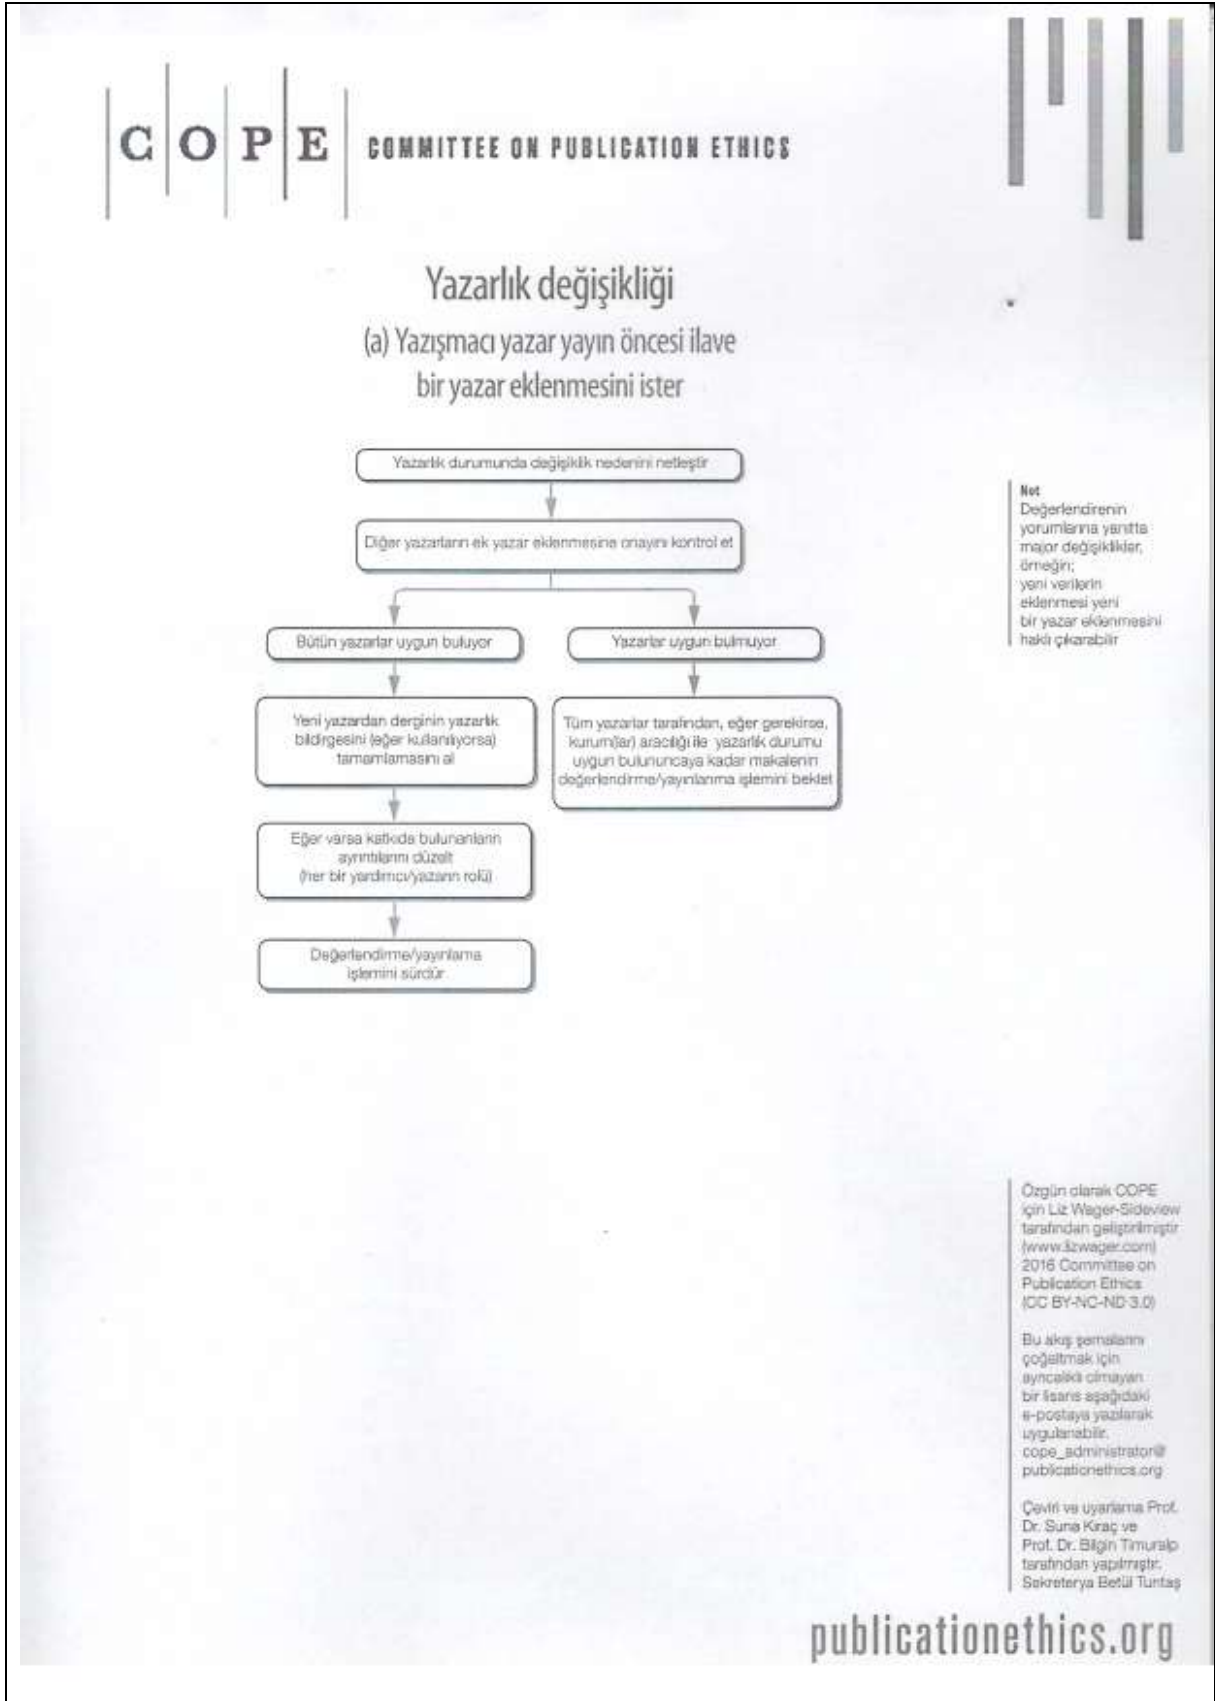 COPE COMMITTEE ON PUBLICATION ETHICS
Yazarlık değişikliği
(a) Yazışmacı yazar yayın öncesi ilave
bir yazar eklenmesini ister
Yazarlık durumunda değişiklik nedenini netleştir
Diğer yazarların ek yazar eklenmesine onayını kontrol et
Bütün yazarlar uygun buluyor
Yazarlar uygun bulmuyor
Yeni yazardan derginin yazarlık
bildirgesini (eğer kullanılıyorsa)
tamamlamasını al
Tüm yazarlar tarafından, eğer gerekirse,
kurum(lar) aracılığı ile yazarlık durumu
uygun bulununcaya kadar makalenin
değerlendirme/yayınlanma işlemini beklet
Eğer varsa katkıda bulunanların
ayrıntılarını düzelt
(her bir yardımcı/yazarın rolü)
Değerlendirme/yayınlama
işlemini sürdür
Not
Değerlendirenin
yorumlarına yanıtta
major değişiklikler,
örneğin;
yeni verilerin
eklenmesi yeni
bir yazar eklenmesini
haklı çıkarabilir
Özgün olarak COPE
için Liz Wager-Sideview
tarafından geliştirilmiştir
(www.lizwager.com)
2016 Committee on
Publication Ethics
(CC BY-NC-ND 3.0)
Bu akış şemalarını
çoğaltmak için
ayrıcalıklı olmayan
bir lisans aşağıdaki
e-postaya yazılarak
uygulanabilir.
cope_administrator@
publicationethics.org
Çeviri ve uyarlama Prof.
Dr. Suna Kıraç ve
Prof. Dr. Bilgin Timuralp
tarafından yapılmıştır.
Sekreterya Betül Tuntaş
publicationethics.org